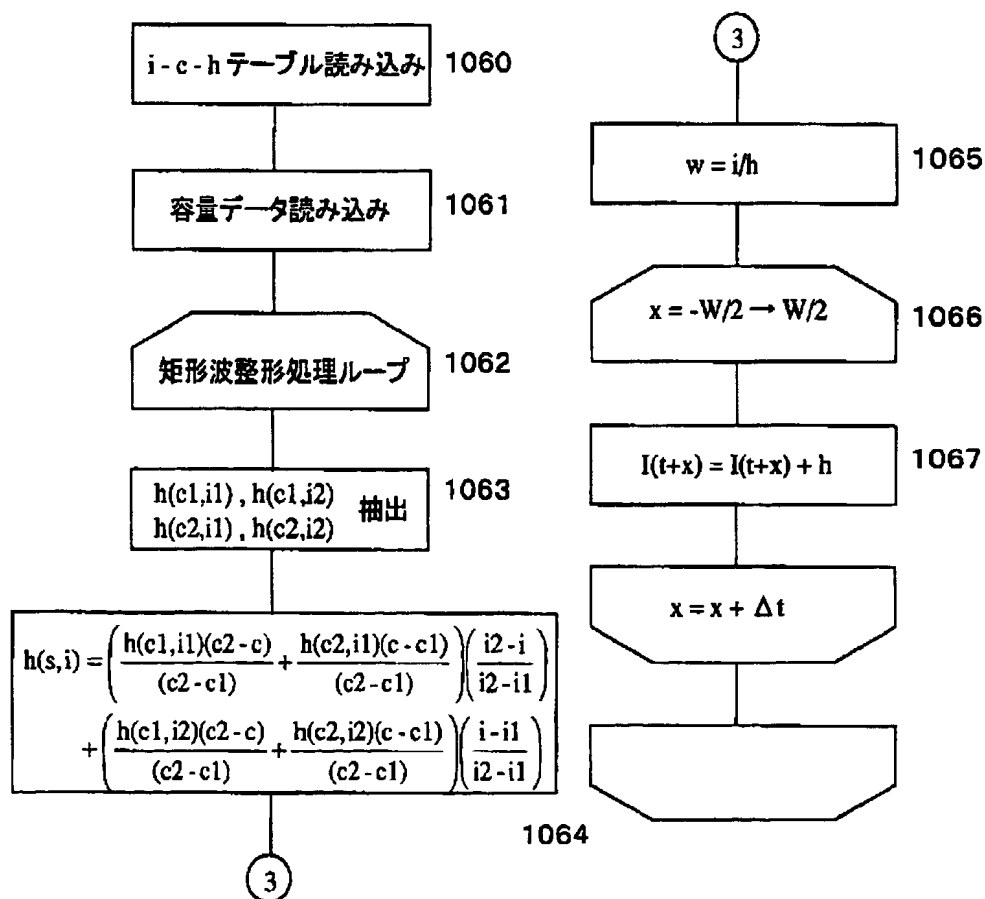 i - c - h テーブル読み込み 1060
容量データ読み込み 1061
矩形波整形処理ループ 1062
h(c1,i1) , h(c1,i2)
h(c2,i1) , h(c2,i2)
抽出 1063
h(s,i) = ( h(c1,i1)(c2 - c) / (c2 - c1) + h(c2,i1)(c - c1) / (c2 - c1) ) ( i2 - i / i2 - i1 )
+ ( h(c1,i2)(c2 - c) / (c2 - c1) + h(c2,i2)(c - c1) / (c2 - c1) ) ( i - i1 / i2 - i1 )
1064
3
3
w = i/h 1065
x = -W/2 → W/2 1066
I(t+x) = I(t+x) + h 1067
x = x + Δt